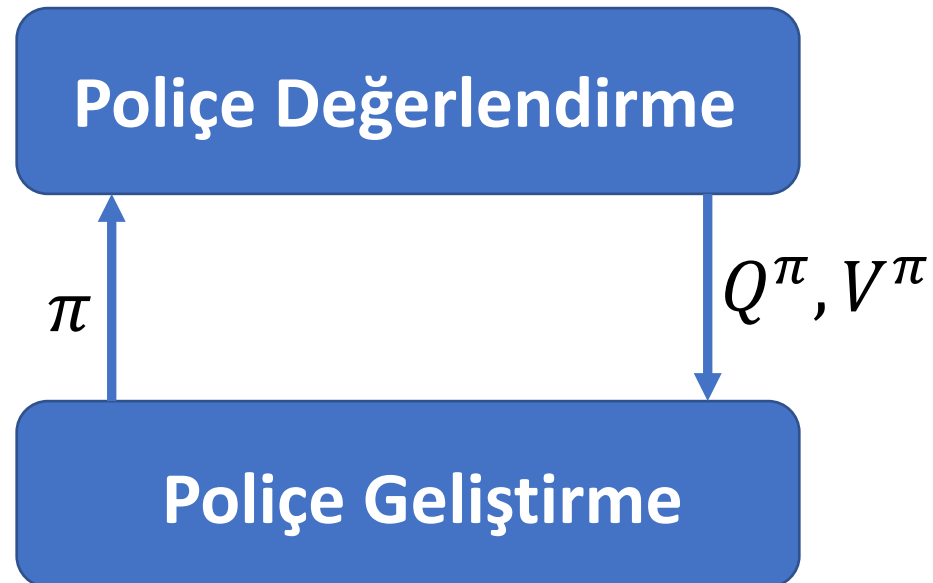 Poliçe Değerlendirme
π
Q^π, V^π
Poliçe Geliştirme